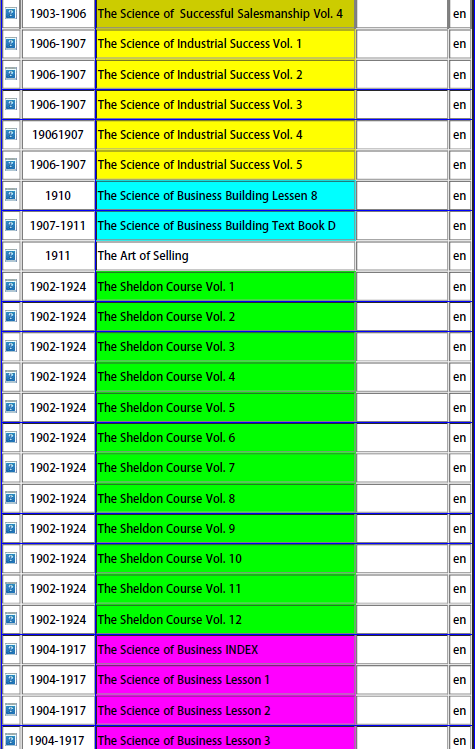 1903-1906 The Science of Successful Salesmanship Vol. 4 en
1906-1907 The Science of Industrial Success Vol. 1 en
1906-1907 The Science of Industrial Success Vol. 2 en
1906-1907 The Science of Industrial Success Vol. 3 en
19061907 The Science of Industrial Success Vol. 4 en
1906-1907 The Science of Industrial Success Vol. 5 en
1910 The Science of Business Building Lessen 8 en
1907-1911 The Science of Business Building Text Book D en
1911 The Art of Selling en
1902-1924 The Sheldon Course Vol. 1 en
1902-1924 The Sheldon Course Vol. 2 en
1902-1924 The Sheldon Course Vol. 3 en
1902-1924 The Sheldon Course Vol. 4 en
1902-1924 The Sheldon Course Vol. 5 en
1902-1924 The Sheldon Course Vol. 6 en
1902-1924 The Sheldon Course Vol. 7 en
1902-1924 The Sheldon Course Vol. 8 en
1902-1924 The Sheldon Course Vol. 9 en
1902-1924 The Sheldon Course Vol. 10 en
1902-1924 The Sheldon Course Vol. 11 en
1902-1924 The Sheldon Course Vol. 12 en
1904-1917 The Science of Business INDEX en
1904-1917 The Science of Business Lesson 1 en
1904-1917 The Science of Business Lesson 2 en
1904-1917 The Science of Business Lesson 3 en